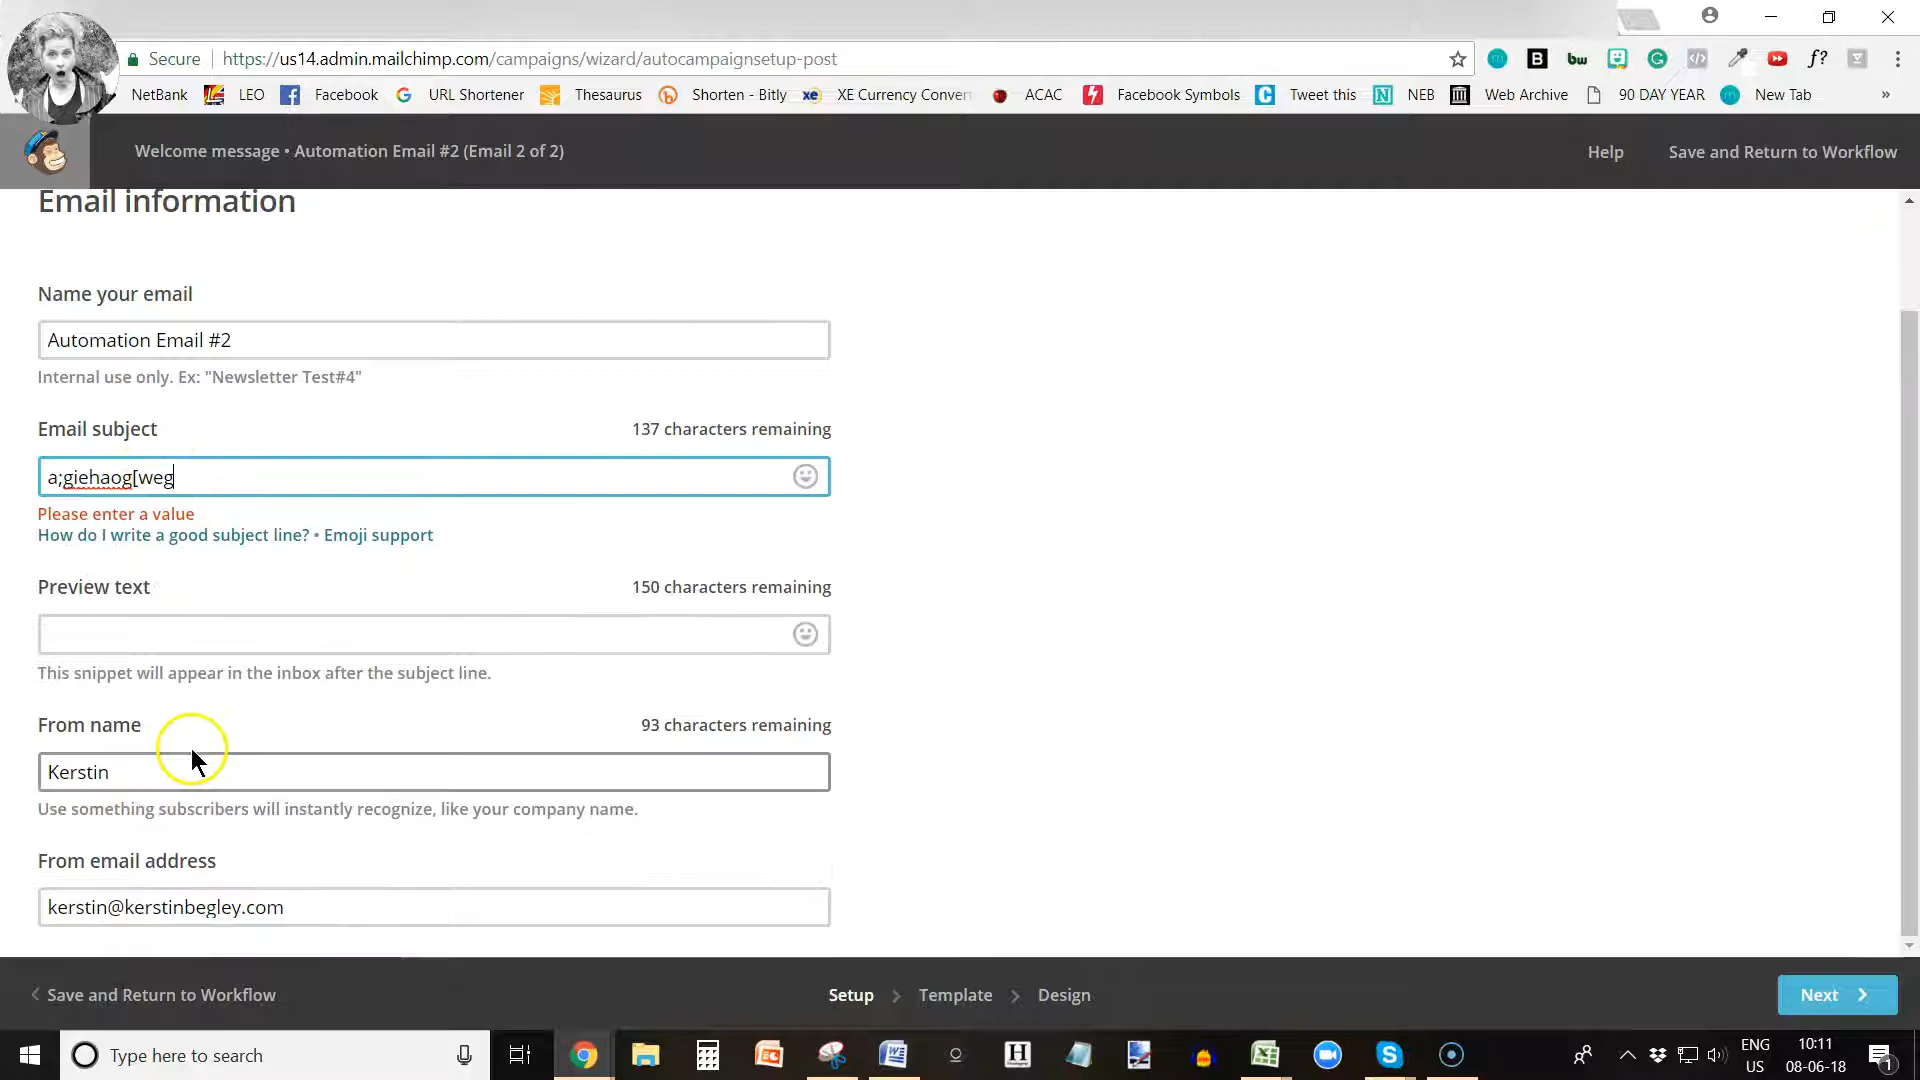 Secure https://us14.admin.mailchimp.com/campaigns/wizard/autocampaignsetup-post
NetBank LEO Facebook URL Shortener Thesaurus Shorten - Bitly XE Currency Conver ACAC Facebook Symbols Tweet this NEB Web Archive 90 DAY YEAR New Tab »
Welcome message • Automation Email #2 (Email 2 of 2) Help Save and Return to Workflow
Email information
Name your email
Automation Email #2
Internal use only. Ex: "Newsletter Test#4"
Email subject 137 characters remaining
a;giehaog[weg
Please enter a value
How do I write a good subject line? • Emoji support
Preview text 150 characters remaining
This snippet will appear in the inbox after the subject line.
From name 93 characters remaining
Kerstin
Use something subscribers will instantly recognize, like your company name.
From email address
kerstin@kerstinbegley.com
Save and Return to Workflow Setup Template Design Next
Type here to search ENG 10:11
US 08-06-18 1